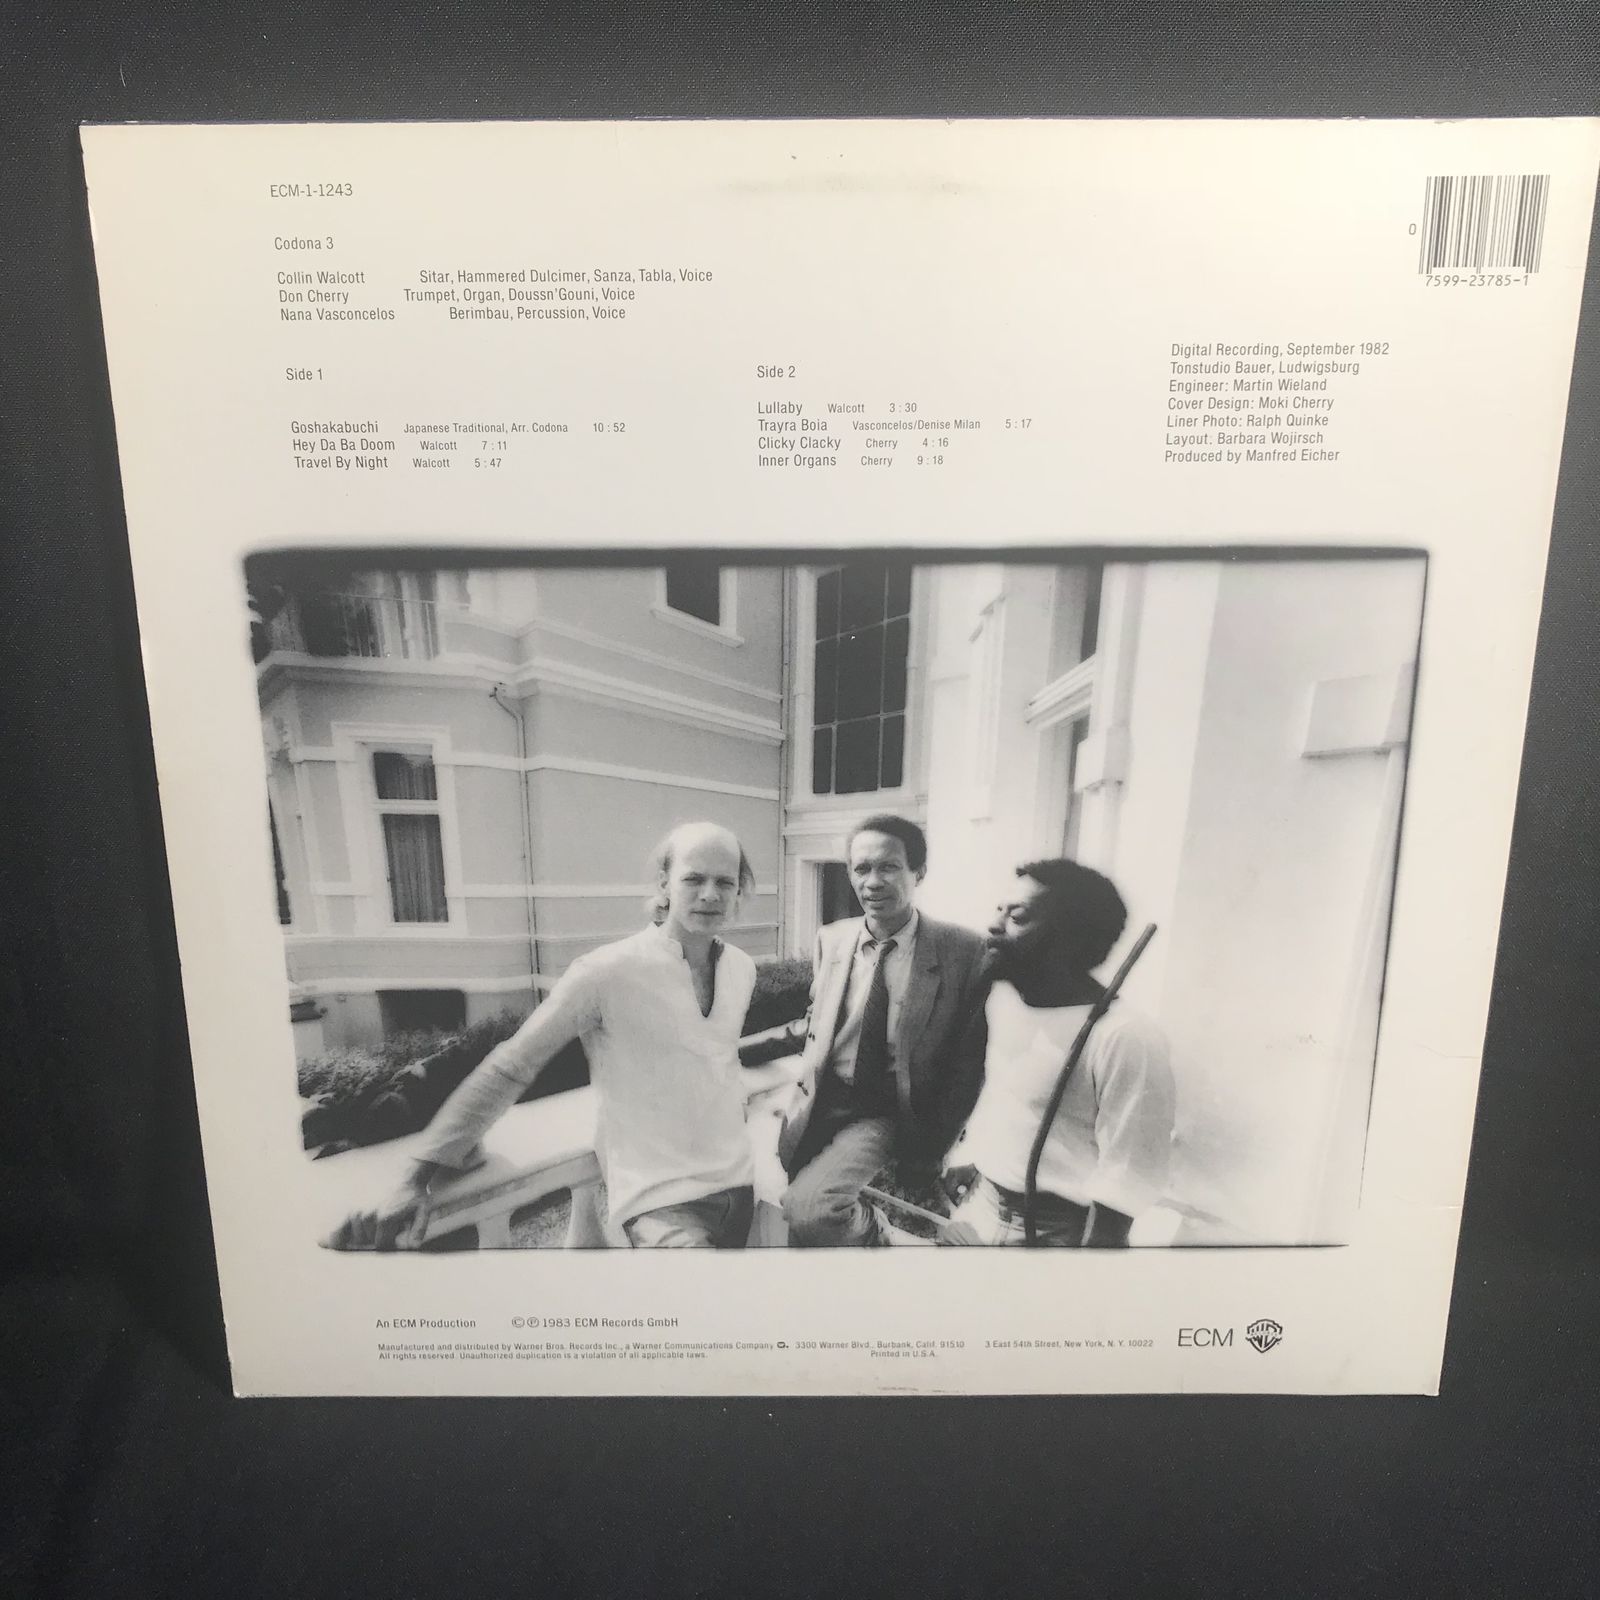 ECM-1-1243
0
7599-23785-1
Codona 3
Collin Walcott Sitar, Hammered Dulcimer, Sanza, Tabla, Voice
Don Cherry Trumpet, Organ, Doussn'Gouni, Voice
Nana Vasconcelos Berimbau, Percussion, Voice
Side 1
Goshakabuchi Japanese Traditional, Arr. Codona 10 : 52
Hey Da Ba Doom Walcott 7 : 11
Travel By Night Walcott 5 : 47
Side 2
Lullaby Walcott 3 : 30
Trayra Boia Vasconcelos/Denise Milan 5 : 17
Clicky Clacky Cherry 4 : 16
Inner Organs Cherry 9 : 18
Digital Recording, September 1982
Tonstudio Bauer, Ludwigsburg
Engineer: Martin Wieland
Cover Design: Moki Cherry
Liner Photo: Ralph Quinke
Layout: Barbara Wojirsch
Produced by Manfred Eicher
An ECM Production © ℗ 1983 ECM Records GmbH
Manufactured and distributed by Warner Bros. Records Inc., a Warner Communications Company 3300 Warner Blvd., Burbank, Calif. 91510 3 East 54th Street, New York, N. Y. 10022
All rights reserved. Unauthorized duplication is a violation of all applicable laws. Printed in U.S.A.
ECM